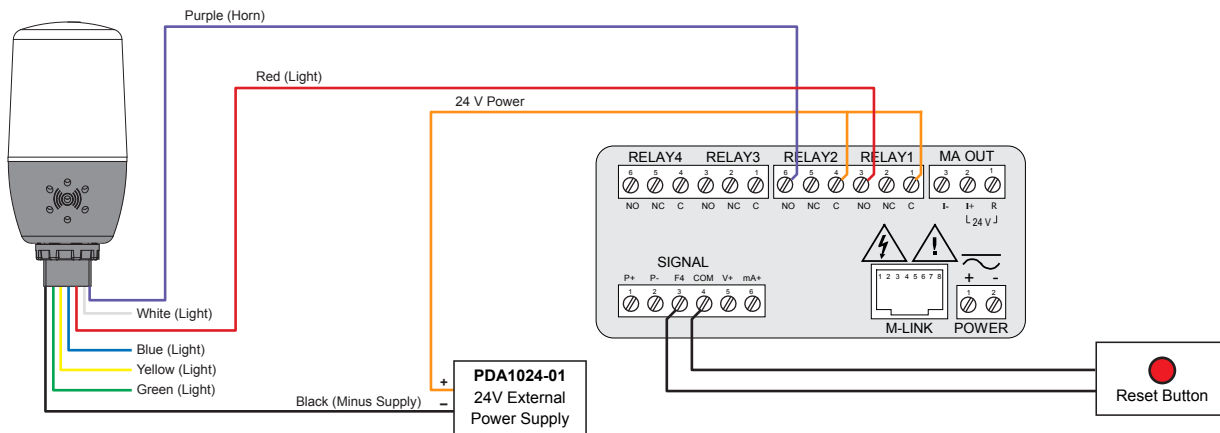 Purple (Horn)
Red (Light)
24 V Power
RELAY4 RELAY3 RELAY2 RELAY1 MA OUT
6 5 4 3 2 1 6 5 4 3 2 1 3 2 1
NO NC C NO NC C NO NC C NO NC C I- I+ R
24 V
SIGNAL
P+ P- F4 COM V+ mA+
1 2 3 4 5 6
1 2 3 4 5 6 7 8
M-LINK
+ -
1 2
POWER
White (Light)
Blue (Light)
Yellow (Light)
Green (Light)
Black (Minus Supply)
+
–
PDA1024-01
24V External
Power Supply
Reset Button